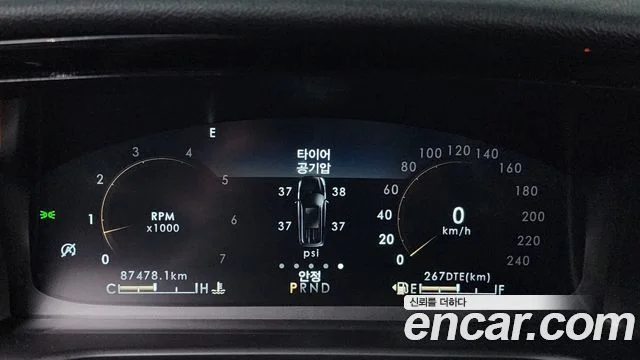 E
타이어
공기압
37 38
37 37
psi
안정
PRND
0 1 2 3 4 5 6 7
RPM
x1000
87478.1km
C H
0 20 40 60 80 100 120 140 160 180 200 220 240
0
km/h
267DTE(km)
E F
신뢰를 더하다
encar.com